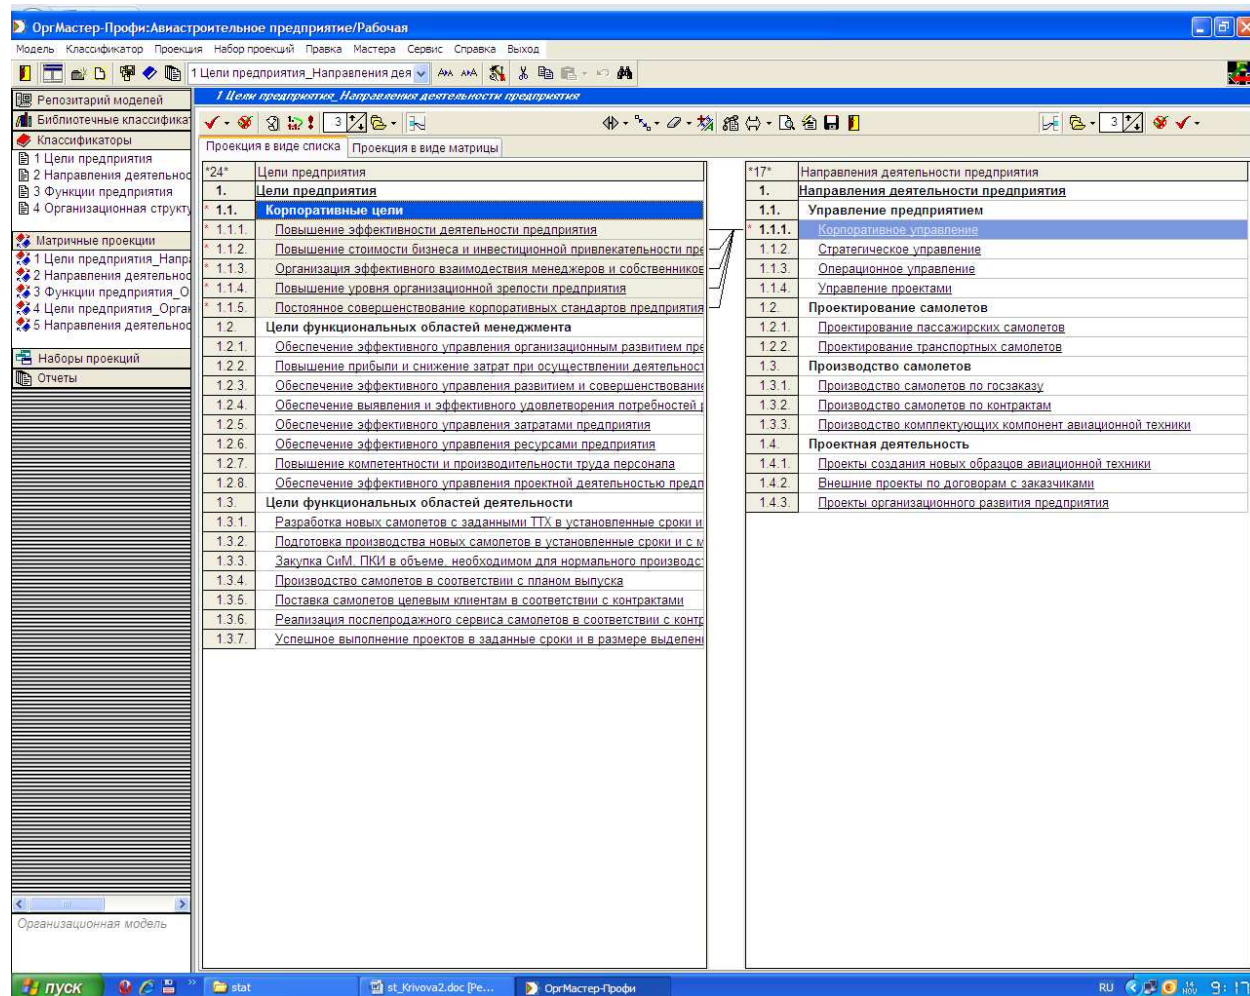 ОргМастер-Профи:Авиастроительное предприятие/Рабочая
Модель Классификатор Проекция Набор проекций Правка Мастера Сервис Справка Выход
1 Цели предприятия_Направления дея
Репозитарий моделей
Библиотечные классифика
Классификаторы
1 Цели предприятия
2 Направления деятельнос
3 Функции предприятия
4 Организационная структу
Матричные проекции
1 Цели предприятия_Напра
2 Направления деятельнос
3 Функции предприятия_О
4 Цели предприятия_Орган
5 Направления деятельнос
Наборы проекций
Отчеты
Организационная модель
1 Цели предприятия_Направления деятельности предприятия
3
3
Проекция в виде списка Проекция в виде матрицы
*24* Цели предприятия
1. Цели предприятия
* 1.1. Корпоративные цели
* 1.1.1. Повышение эффективности деятельности предприятия
* 1.1.2. Повышение стоимости бизнеса и инвестиционной привлекательности пре
* 1.1.3. Организация эффективного взаимодествия менеджеров и собственников
* 1.1.4. Повышение уровня организационной зрелости предприятия
* 1.1.5. Постоянное совершенствование корпоративных стандартов предприятия
1.2. Цели функциональных областей менеджмента
1.2.1. Обеспечение эффективного управления организационным развитием пре
1.2.2. Повышение прибыли и снижение затрат при осуществлении деятельност
1.2.3. Обеспечение эффективного управления развитием и совершенствование
1.2.4. Обеспечение выявления и эффективного удовлетворения потребностей р
1.2.5. Обеспечение эффективного управления затратами предприятия
1.2.6. Обеспечение эффективного управления ресурсами предприятия
1.2.7. Повышение компетентности и производительности труда персонала
1.2.8. Обеспечение эффективного управления проектной деятельностью предп
1.3. Цели функциональных областей деятельности
1.3.1. Разработка новых самолетов с заданными ТТХ в установленные сроки и
1.3.2. Подготовка производства новых самолетов в установленные сроки и с м
1.3.3. Закупка СиМ, ПКИ в объеме, необходимом для нормального производс
1.3.4. Производство самолетов в соответствии с планом выпуска
1.3.5. Поставка самолетов целевым клиентам в соответствии с контрактами
1.3.6. Реализация послепродажного сервиса самолетов в соответствии с контр
1.3.7. Успешное выполнение проектов в заданные сроки и в размере выделен
*17* Направления деятельности предприятия
1. Направления деятельности предприятия
1.1. Управление предприятием
* 1.1.1. Корпоративное управление
1.1.2. Стратегическое управление
1.1.3. Операционное управление
1.1.4. Управление проектами
1.2. Проектирование самолетов
1.2.1. Проектирование пассажирских самолетов
1.2.2. Проектирование транспортных самолетов
1.3. Производство самолетов
1.3.1. Производство самолетов по госзаказу
1.3.2. Производство самолетов по контрактам
1.3.3. Производство комплектующих компонент авиационной техники
1.4. Проектная деятельность
1.4.1. Проекты создания новых образцов авиационной техники
1.4.2. Внешние проекты по договорам с заказчиками
1.4.3. Проекты организационного развития предприятия
пуск stat st_Krivova2.doc [Ре... ОргМастер-Профи RU 14 NOV 9:17